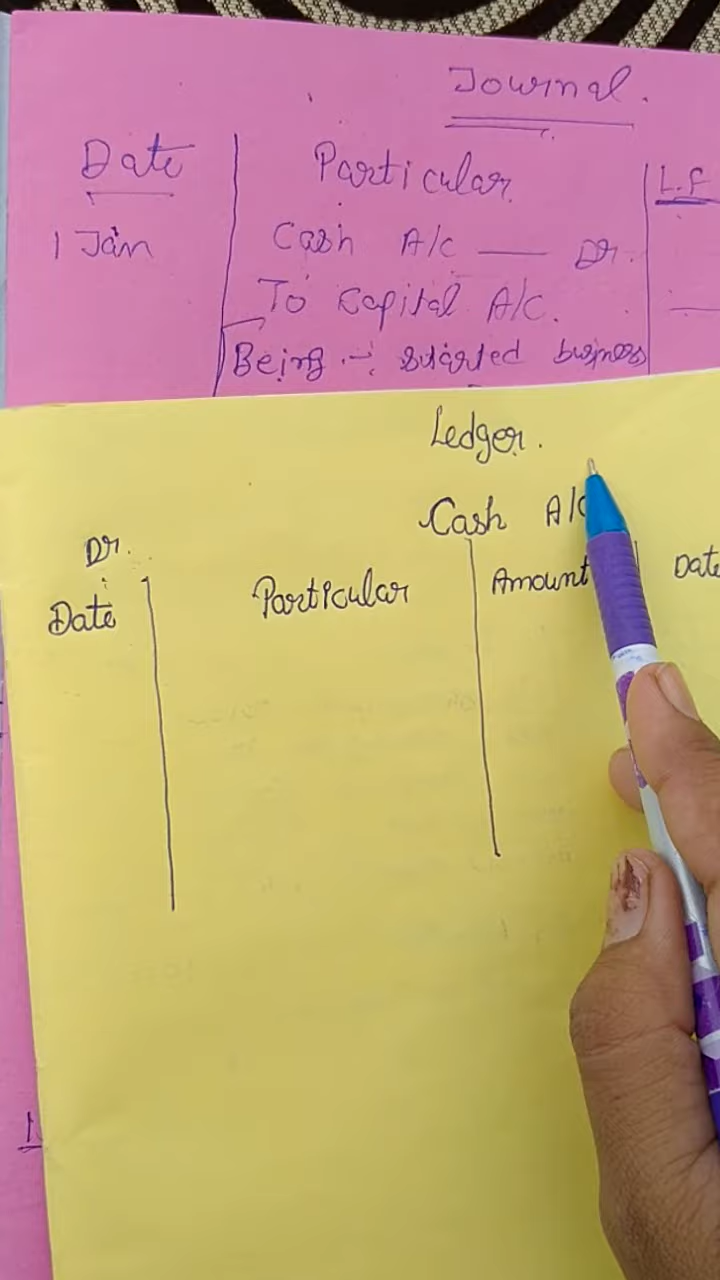 Journal.
Date Particular L.F
1 Jan Cash A/c —— Dr.
To Capital A/C.
Being :- started business
Ledger.
Cash A/C
Dr.
Date Particular Amount Date